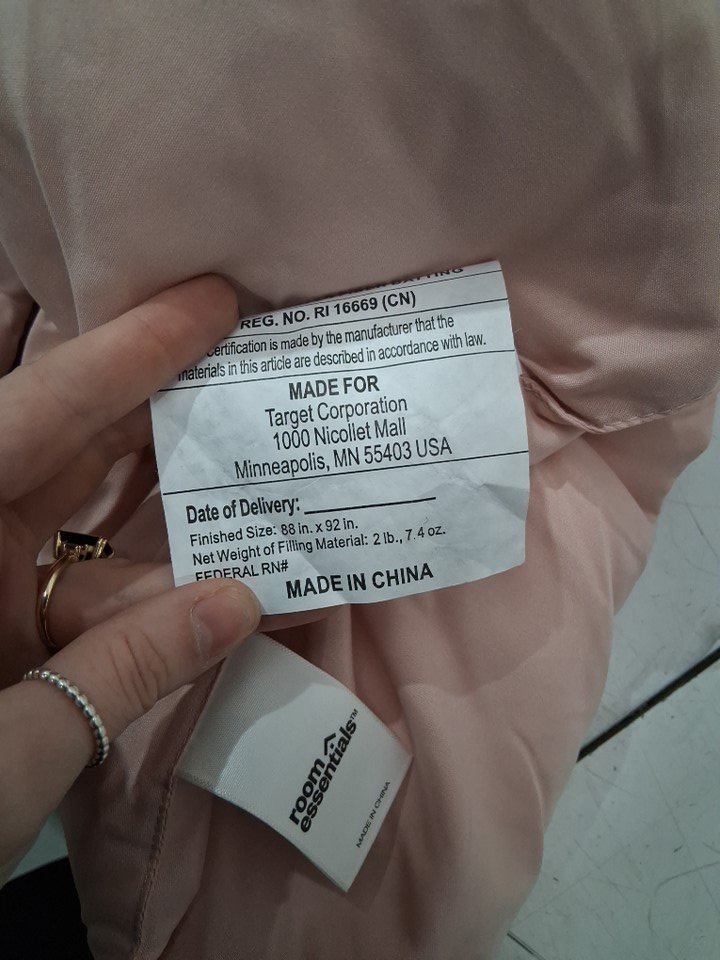 BATTING
REG. NO. RI 16669 (CN)
Certification is made by the manufacturer that the
materials in this article are described in accordance with law.
MADE FOR
Target Corporation
1000 Nicollet Mall
Minneapolis, MN 55403 USA
Date of Delivery:
Finished Size: 88 in. x 92 in.
Net Weight of Filling Material: 2 lb., 7.4 oz.
FEDERAL RN#
MADE IN CHINA
room
essentials™
MADE IN CHINA